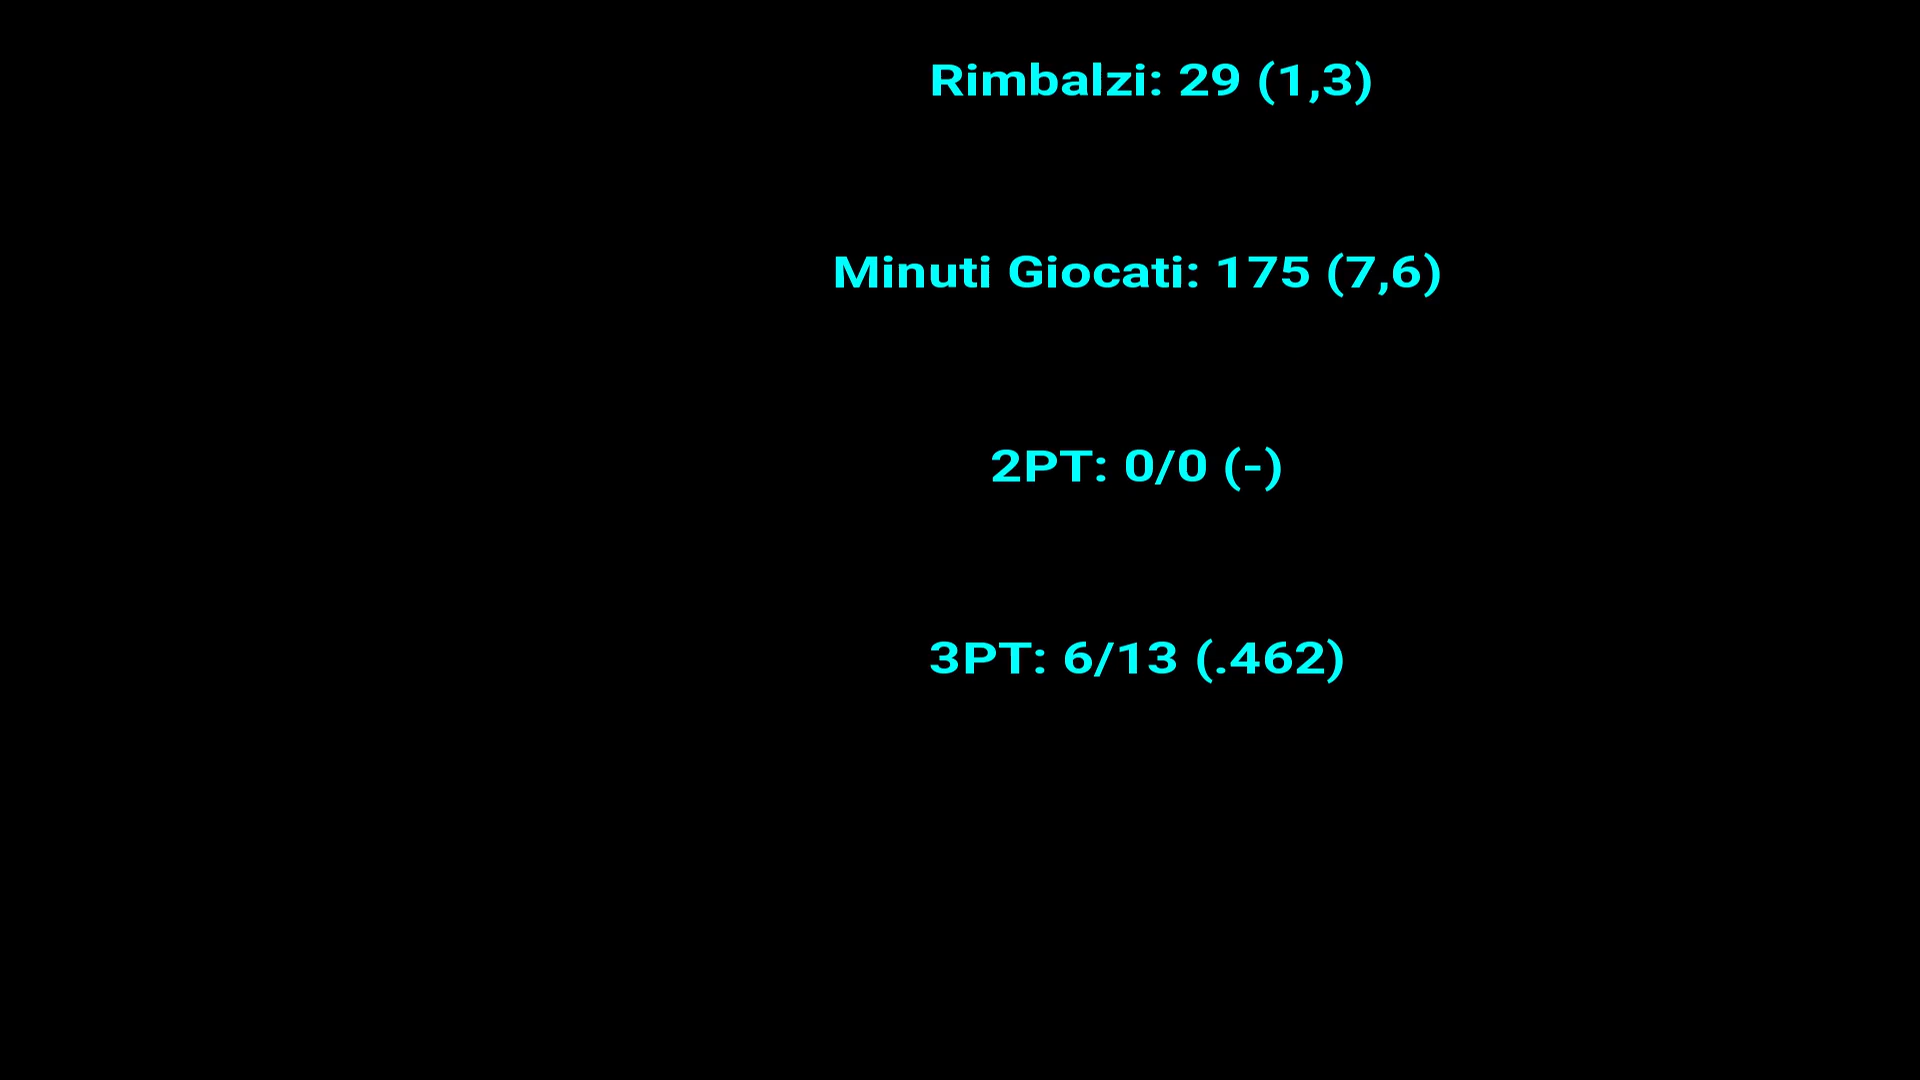 Rimbalzi: 29 (1,3)
Minuti Giocati: 175 (7,6)
2PT: 0/0 (-)
3PT: 6/13 (.462)